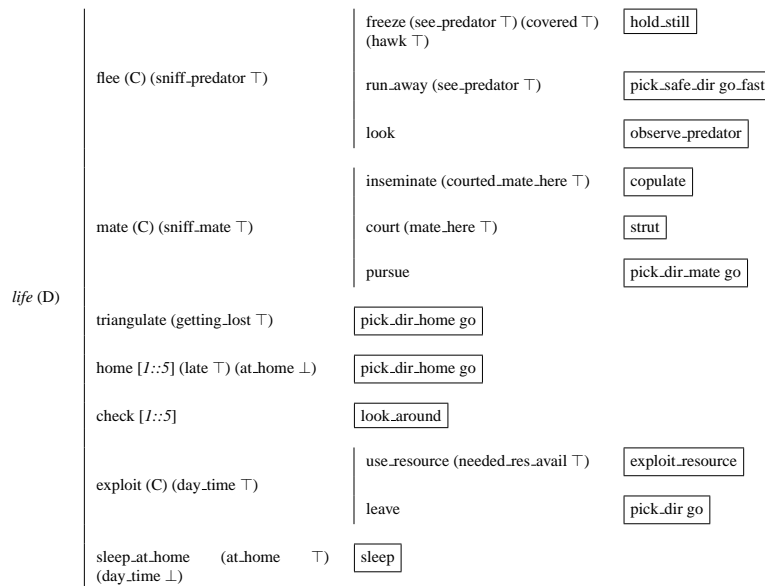 freeze (see_predator ⊤) (covered ⊤) hold_still
(hawk ⊤)
flee (C) (sniff_predator ⊤)
run_away (see_predator ⊤) pick_safe_dir go_fast
look observe_predator
inseminate (courted_mate_here ⊤) copulate
mate (C) (sniff_mate ⊤) court (mate_here ⊤) strut
pursue pick_dir_mate go
life (D)
triangulate (getting_lost ⊤) pick_dir_home go
home [1::5] (late ⊤) (at_home ⊥) pick_dir_home go
check [1::5] look_around
use_resource (needed_res_avail ⊤) exploit_resource
exploit (C) (day_time ⊤)
leave pick_dir go
sleep_at_home (at_home ⊤) sleep
(day_time ⊥)